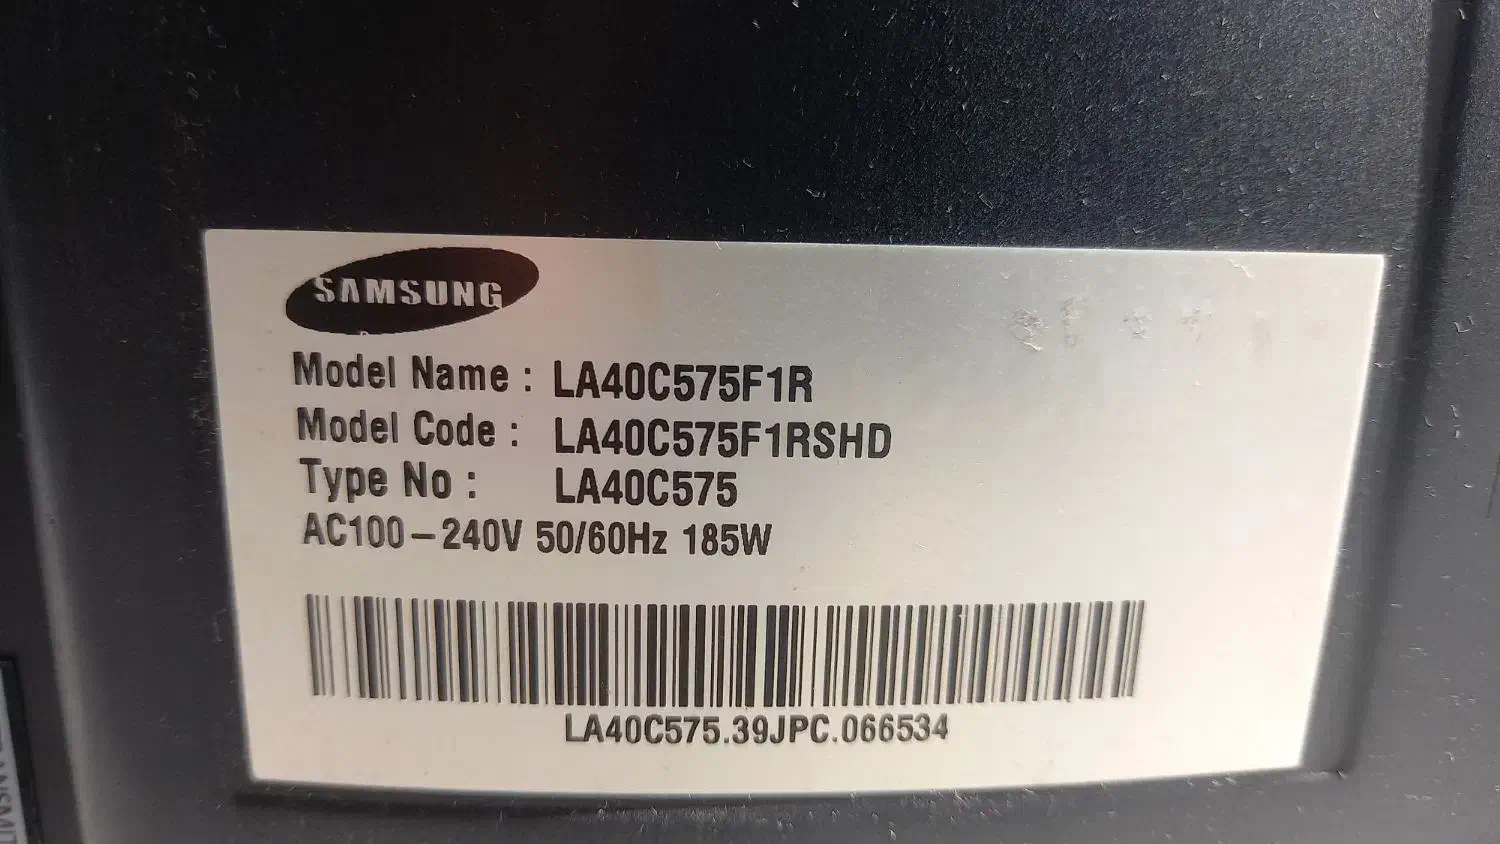 SAMSUNG
Model Name : LA40C575F1R
Model Code : LA40C575F1RSHD
Type No : LA40C575
AC100-240V 50/60Hz 185W
LA40C575.39JPC.066534